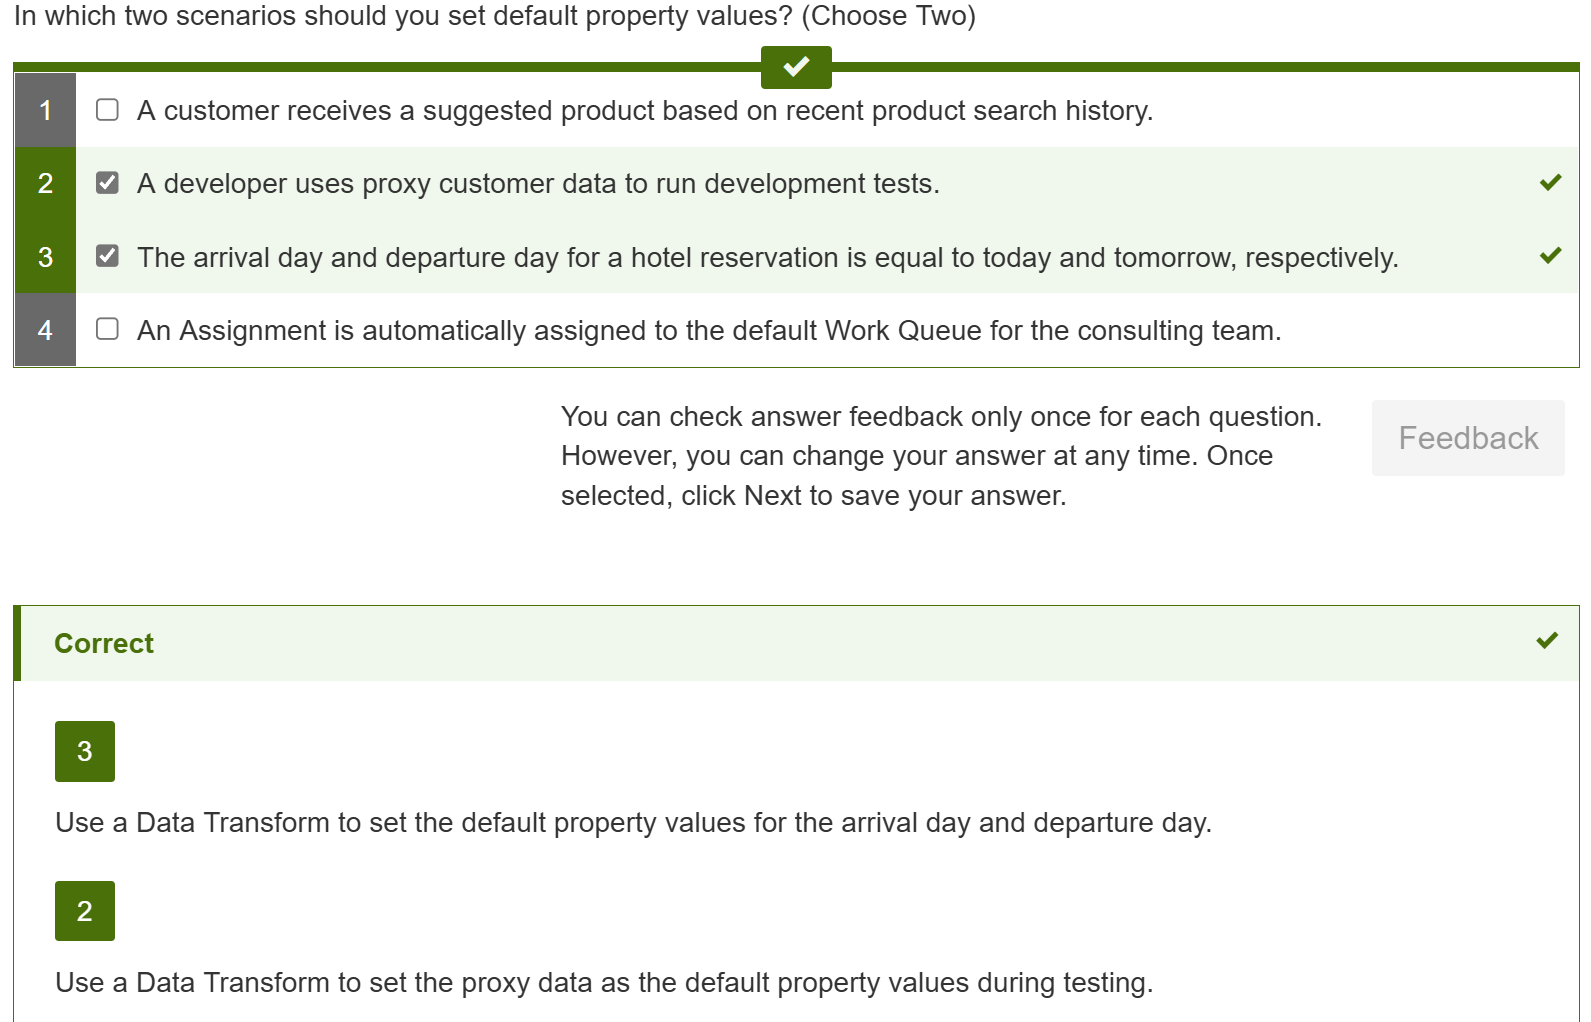 In which two scenarios should you set default property values? (Choose Two)
1 A customer receives a suggested product based on recent product search history.
2 A developer uses proxy customer data to run development tests.
3 The arrival day and departure day for a hotel reservation is equal to today and tomorrow, respectively.
4 An Assignment is automatically assigned to the default Work Queue for the consulting team.
You can check answer feedback only once for each question.
However, you can change your answer at any time. Once
selected, click Next to save your answer.
Feedback
Correct
3
Use a Data Transform to set the default property values for the arrival day and departure day.
2
Use a Data Transform to set the proxy data as the default property values during testing.